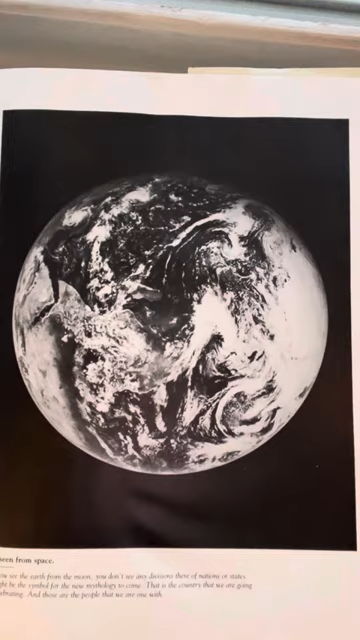 seen from space.
you see the earth from the moon, you don't see any divisions there of nations or states.
ght be the symbol for the new mythology to come. That is the country that we are going
ebrating. And those are the people that we are one with.